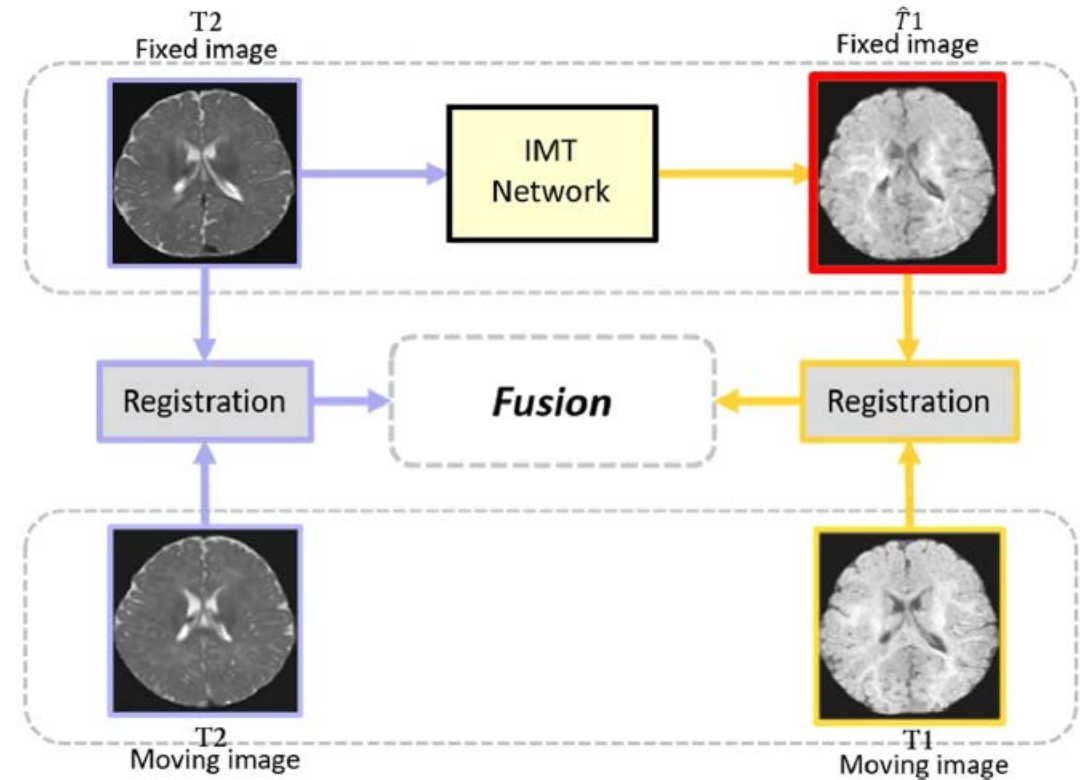 T2
Fixed image
T̂1
Fixed image
IMT
Network
Registration
Fusion
Registration
T2
Moving image
T1
Moving image